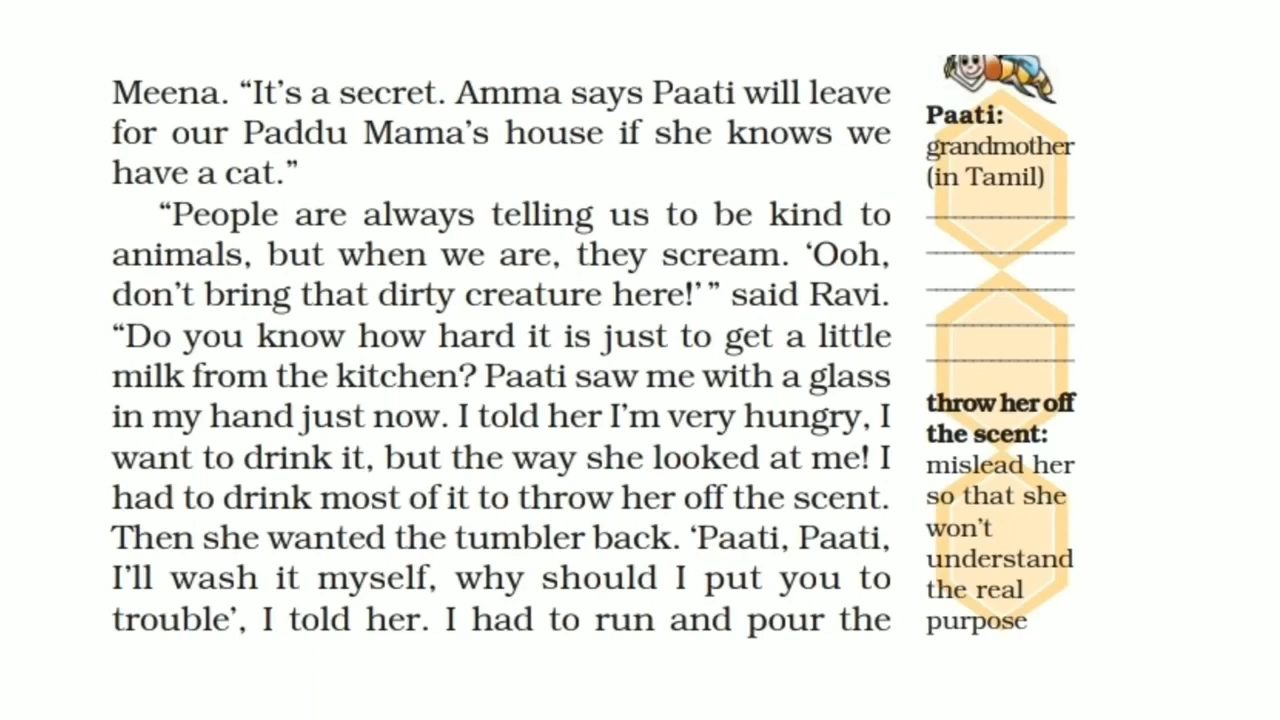 Meena. “It’s a secret. Amma says Paati will leave
for our Paddu Mama’s house if she knows we
have a cat.”
“People are always telling us to be kind to
animals, but when we are, they scream. ‘Ooh,
don’t bring that dirty creature here!’” said Ravi.
“Do you know how hard it is just to get a little
milk from the kitchen? Paati saw me with a glass
in my hand just now. I told her I’m very hungry, I
want to drink it, but the way she looked at me! I
had to drink most of it to throw her off the scent.
Then she wanted the tumbler back. ‘Paati, Paati,
I’ll wash it myself, why should I put you to
trouble’, I told her. I had to run and pour the
Paati:
grandmother
(in Tamil)
throw her off
the scent:
mislead her
so that she
won’t
understand
the real
purpose